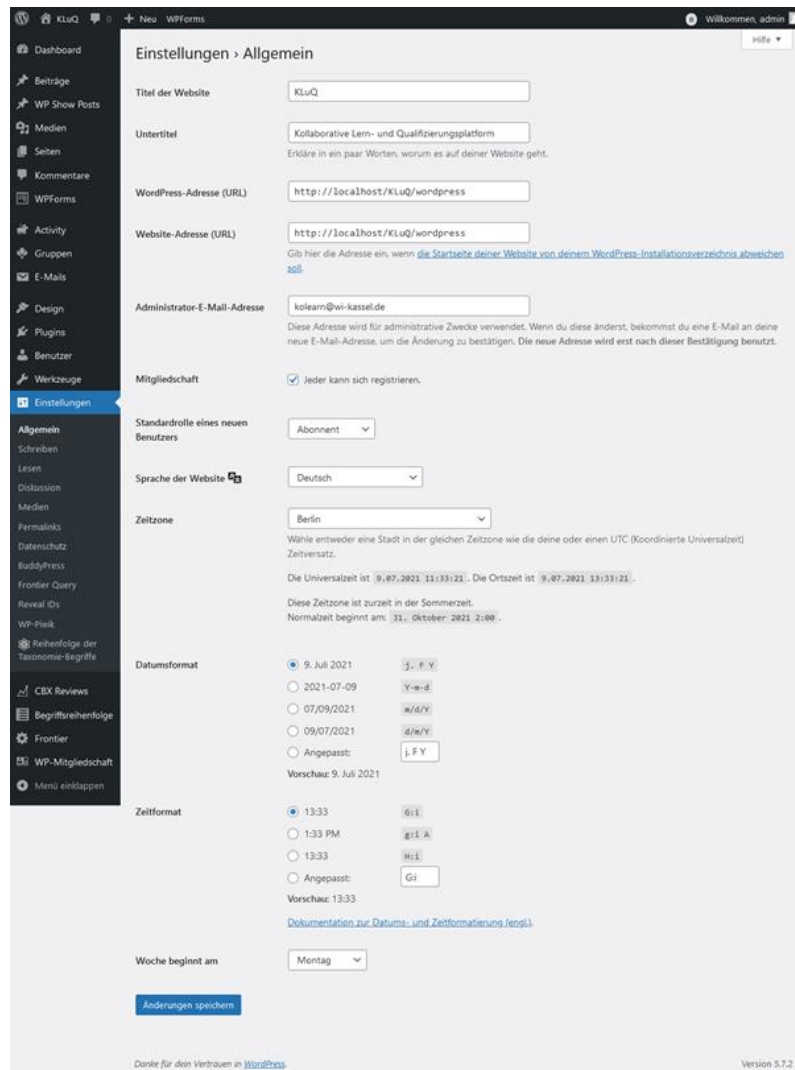 KLuQ 0 + Neu WPForms 0 Willkommen, admin
Hilfe
Dashboard
Beiträge
WP Show Posts
Medien
Seiten
Kommentare
WPForms
Activity
Gruppen
E-Mails
Design
Plugins
Benutzer
Werkzeuge
Einstellungen
Allgemein
Schreiben
Lesen
Diskussion
Medien
Permalinks
Datenschutz
BuddyPress
Frontier Query
Reveal IDs
WP-Piwik
Reihenfolge der
Taxonomie-Begriffe
CBX Reviews
Begriffsreihenfolge
Frontier
WP-Mitgliedschaft
Menü einklappen
Einstellungen › Allgemein
Titel der Website KLuQ
Untertitel Kollaborative Lern- und Qualifizierungsplatform
Erkläre in ein paar Worten, worum es auf deiner Website geht.
WordPress-Adresse (URL) http://localhost/KLuQ/wordpress
Website-Adresse (URL) http://localhost/KLuQ/wordpress
Gib hier die Adresse ein, wenn die Startseite deiner Website von deinem WordPress-Installationsverzeichnis abweichen
soll.
Administrator-E-Mail-Adresse kolearn@wi-kassel.de
Diese Adresse wird für administrative Zwecke verwendet. Wenn du diese änderst, bekommst du eine E-Mail an deine
neue E-Mail-Adresse, um die Änderung zu bestätigen. Die neue Adresse wird erst nach dieser Bestätigung benutzt.
Mitgliedschaft Jeder kann sich registrieren.
Standardrolle eines neuen
Benutzers Abonnent
Sprache der Website Deutsch
Zeitzone Berlin
Wähle entweder eine Stadt in der gleichen Zeitzone wie die deine oder einen UTC (Koordinierte Universalzeit)
Zeitversatz.
Die Universalzeit ist 9.07.2021 11:33:21 . Die Ortszeit ist 9.07.2021 13:33:21 .
Diese Zeitzone ist zurzeit in der Sommerzeit.
Normalzeit beginnt am: 31. Oktober 2021 2:00 .
Datumsformat 9. Juli 2021 j. F Y
2021-07-09 Y-m-d
07/09/2021 m/d/Y
09/07/2021 d/m/Y
Angepasst: j. F Y
Vorschau: 9. Juli 2021
Zeitformat 13:33 G:i
1:33 PM g:i A
13:33 H:i
Angepasst: G:i
Vorschau: 13:33
Dokumentation zur Datums- und Zeitformatierung (engl.).
Woche beginnt am Montag
Änderungen speichern
Danke für dein Vertrauen in WordPress. Version 5.7.2